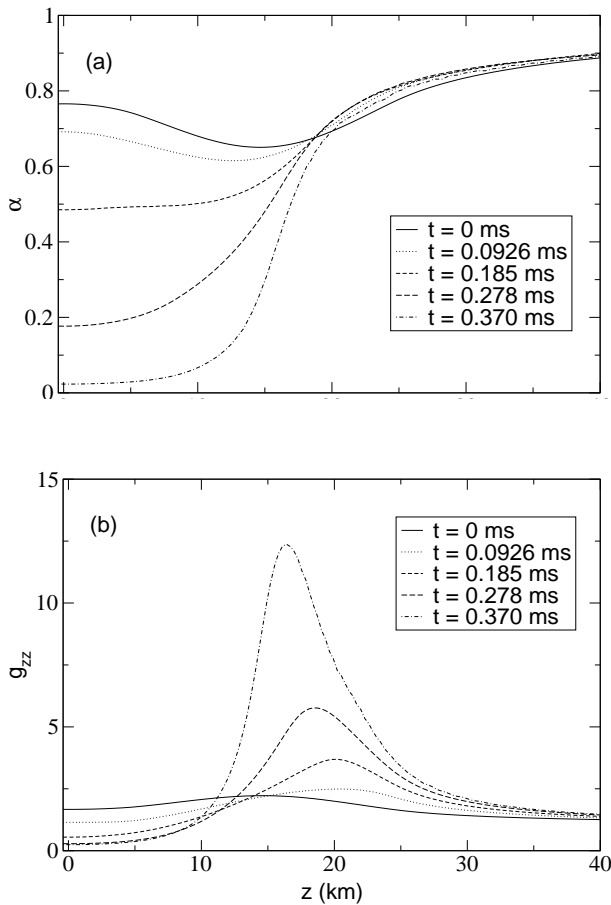 1
(a)
0.8
0.6
α
0.4
0.2
0
t = 0 ms
t = 0.0926 ms
t = 0.185 ms
t = 0.278 ms
t = 0.370 ms
15
(b)
10
g_zz
5
0
t = 0 ms
t = 0.0926 ms
t = 0.185 ms
t = 0.278 ms
t = 0.370 ms
0 10 20 30 40
z (km)